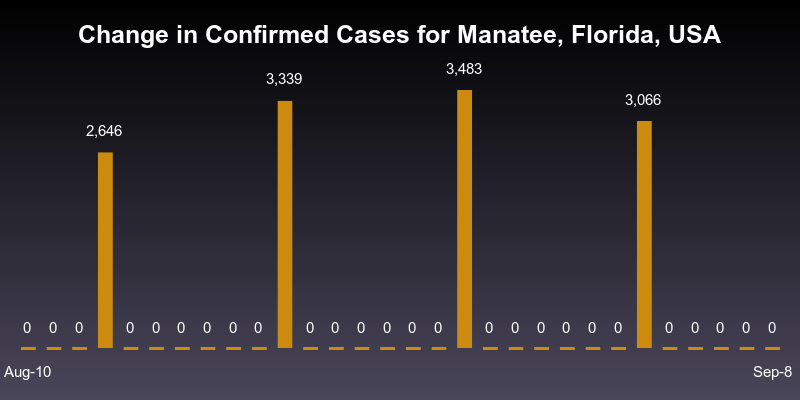 Change in Confirmed Cases for Manatee, Florida, USA
0 0 0 2,646 0 0 0 0 0 0 3,339 0 0 0 0 0 0 3,483 0 0 0 0 0 0 3,066 0 0 0 0 0
Aug-10 Sep-8